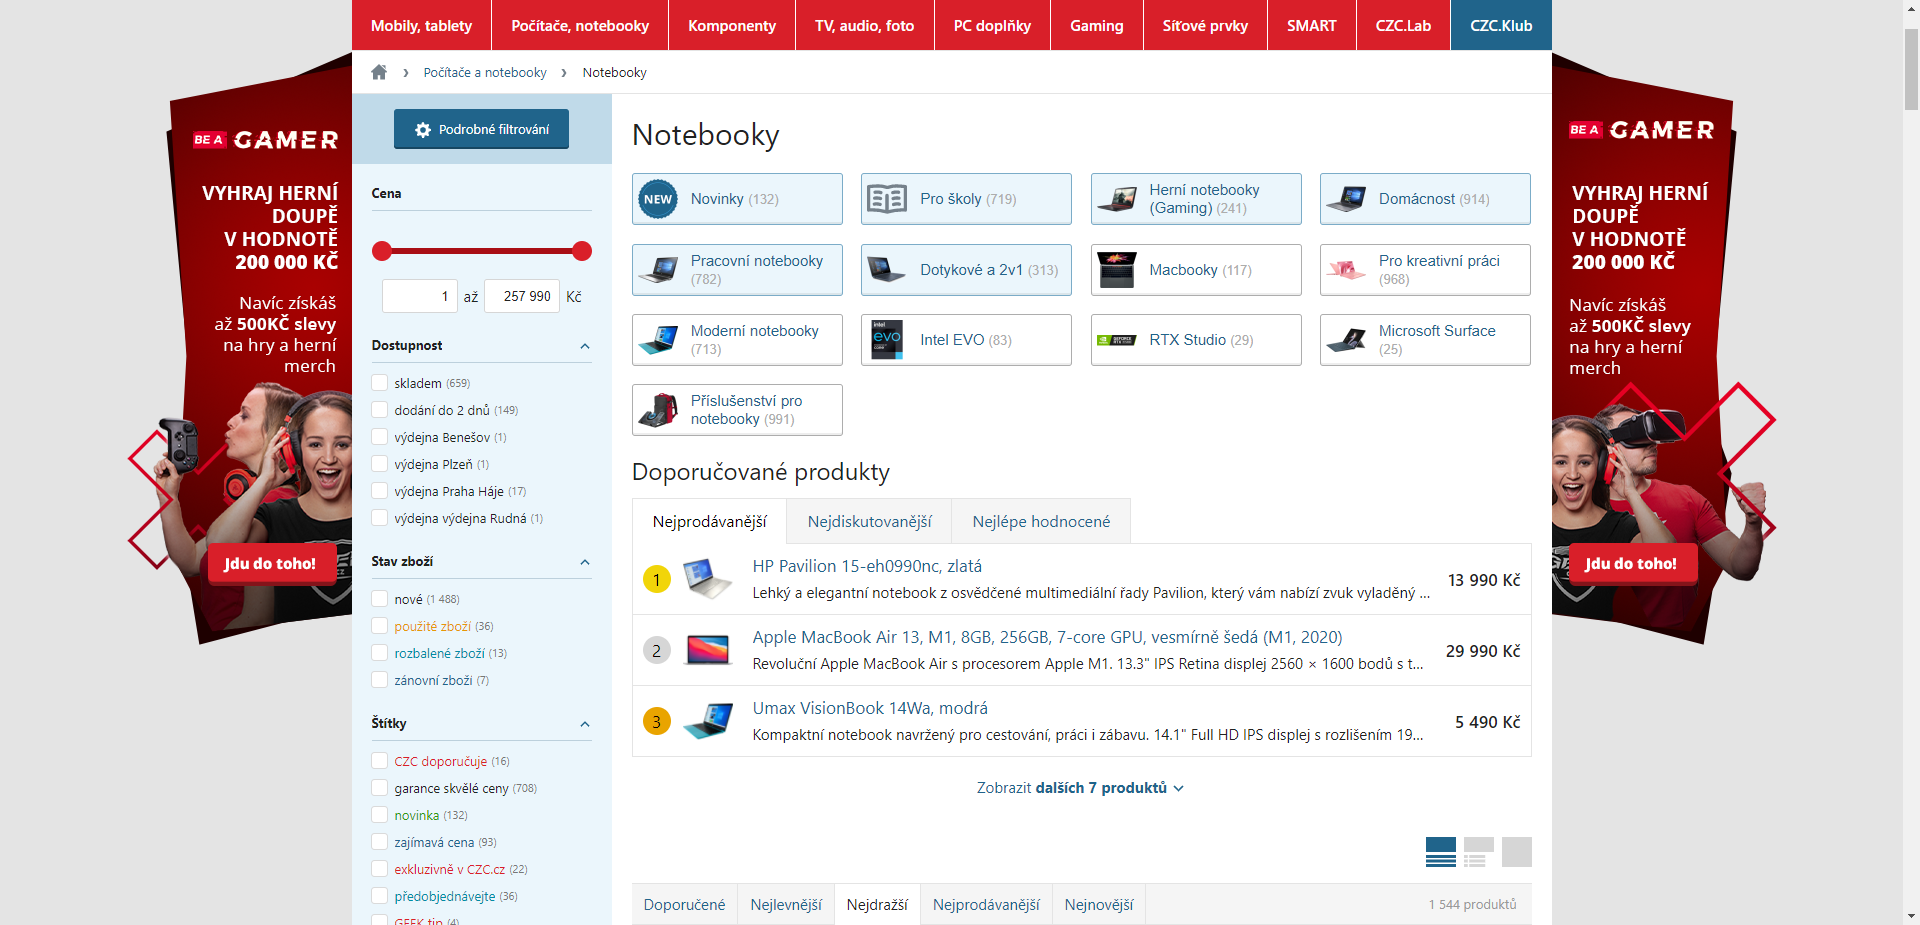 Mobily, tablety
Počítače, notebooky
Komponenty
TV, audio, foto
PC doplňky
Gaming
Síťové prvky
SMART
CZC.Lab
CZC.Klub
Počítače a notebooky
Notebooky
BE A GAMER
VYHRAJ HERNÍ
DOUPĚ
V HODNOTĚ
200 000 KČ
Navíc získáš
až 500KČ slevy
na hry a herní
merch
Jdu do toho!
Podrobné filtrování
Cena
1 až 257 990 Kč
Dostupnost
skladem (659)
dodání do 2 dnů (149)
výdejna Benešov (1)
výdejna Plzeň (1)
výdejna Praha Háje (17)
výdejna výdejna Rudná (1)
Stav zboží
nové (1 488)
použité zboží (36)
rozbalené zboží (13)
zánovní zboží (7)
Štítky
CZC doporučuje (16)
garance skvělé ceny (708)
novinka (132)
zajímavá cena (93)
exkluzivně v CZC.cz (22)
předobjednávejte (36)
GEEK tip (4)
Notebooky
NEW
Novinky (132)
Pro školy (719)
Herní notebooky
(Gaming) (241)
Domácnost (914)
Pracovní notebooky
(782)
Dotykové a 2v1 (313)
Macbooky (117)
Pro kreativní práci
(968)
Moderní notebooky
(713)
intel
evo
Intel EVO (83)
RTX Studio (29)
Microsoft Surface
(25)
Příslušenství pro
notebooky (991)
Doporučované produkty
Nejprodávanější
Nejdiskutovanější
Nejlépe hodnocené
1
HP Pavilion 15-eh0990nc, zlatá
Lehký a elegantní notebook z osvědčené multimediální řady Pavilion, který vám nabízí zvuk vyladěný ...
13 990 Kč
2
Apple MacBook Air 13, M1, 8GB, 256GB, 7-core GPU, vesmírně šedá (M1, 2020)
Revoluční Apple MacBook Air s procesorem Apple M1. 13.3" IPS Retina displej 2560 × 1600 bodů s t...
29 990 Kč
3
Umax VisionBook 14Wa, modrá
Kompaktní notebook navržený pro cestování, práci i zábavu. 14.1" Full HD IPS displej s rozlišením 19...
5 490 Kč
Zobrazit dalších 7 produktů
Doporučené
Nejlevnější
Nejdražší
Nejprodávanější
Nejnovější
1 544 produktů
BE A GAMER
VYHRAJ HERNÍ
DOUPĚ
V HODNOTĚ
200 000 KČ
Navíc získáš
až 500KČ slevy
na hry a herní
merch
Jdu do toho!